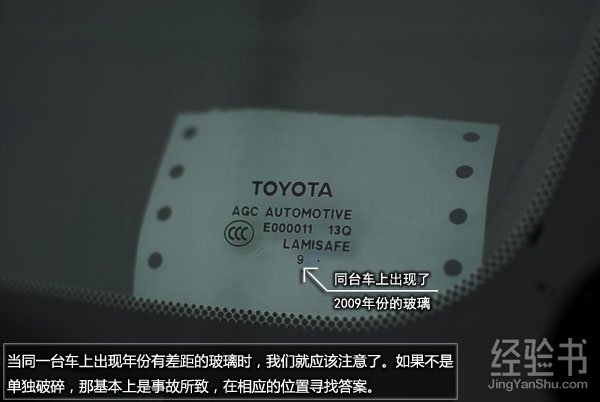 TOYOTA
AGC AUTOMOTIVE
CCC E000011 13Q
LAMISAFE
9 .
同台车上出现了
2009年份的玻璃
当同一台车上出现年份有差距的玻璃时，我们就应该注意了。如果不是
单独破碎，那基本上是事故所致，在相应的位置寻找答案。
经验书
JingYanShu.com